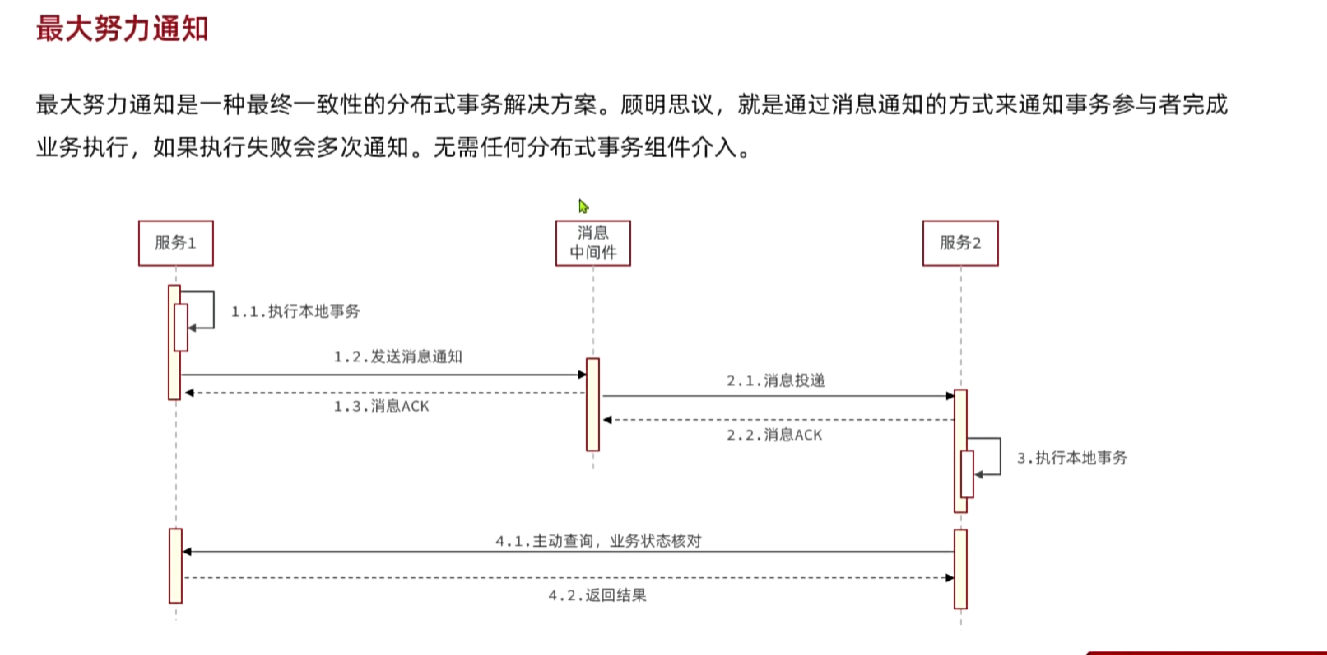 最大努力通知
最大努力通知是一种最终一致性的分布式事务解决方案。顾明思议，就是通过消息通知的方式来通知事务参与者完成
业务执行，如果执行失败会多次通知。无需任何分布式事务组件介入。
服务1
消息
中间件
服务2
1.1.执行本地事务
1.2.发送消息通知
1.3.消息ACK
2.1.消息投递
2.2.消息ACK
3.执行本地事务
4.1.主动查询，业务状态核对
4.2.返回结果